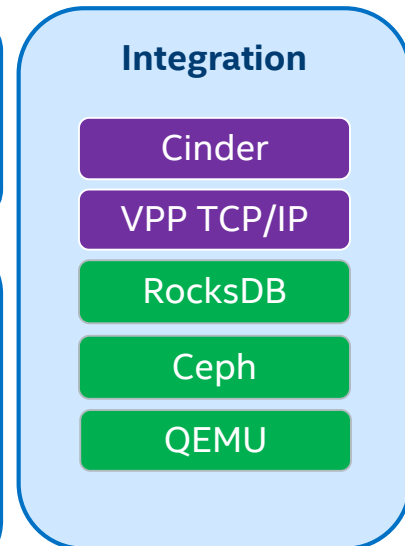 Integration
Cinder
VPP TCP/IP
RocksDB
Ceph
QEMU